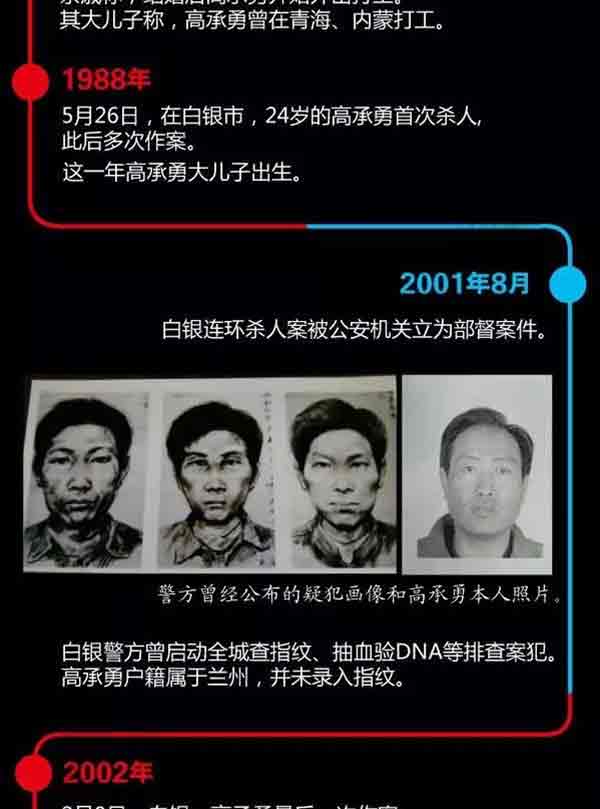 其大儿子称，高承勇曾在青海、内蒙打工。
1988年
5月26日，在白银市，24岁的高承勇首次杀人，
此后多次作案。
这一年高承勇大儿子出生。
2001年8月
白银连环杀人案被公安机关立为部督案件。
警方曾经公布的疑犯画像和高承勇本人照片。
白银警方曾启动全城查指纹、抽血验DNA等排查案犯。
高承勇户籍属于兰州，并未录入指纹。
2002年